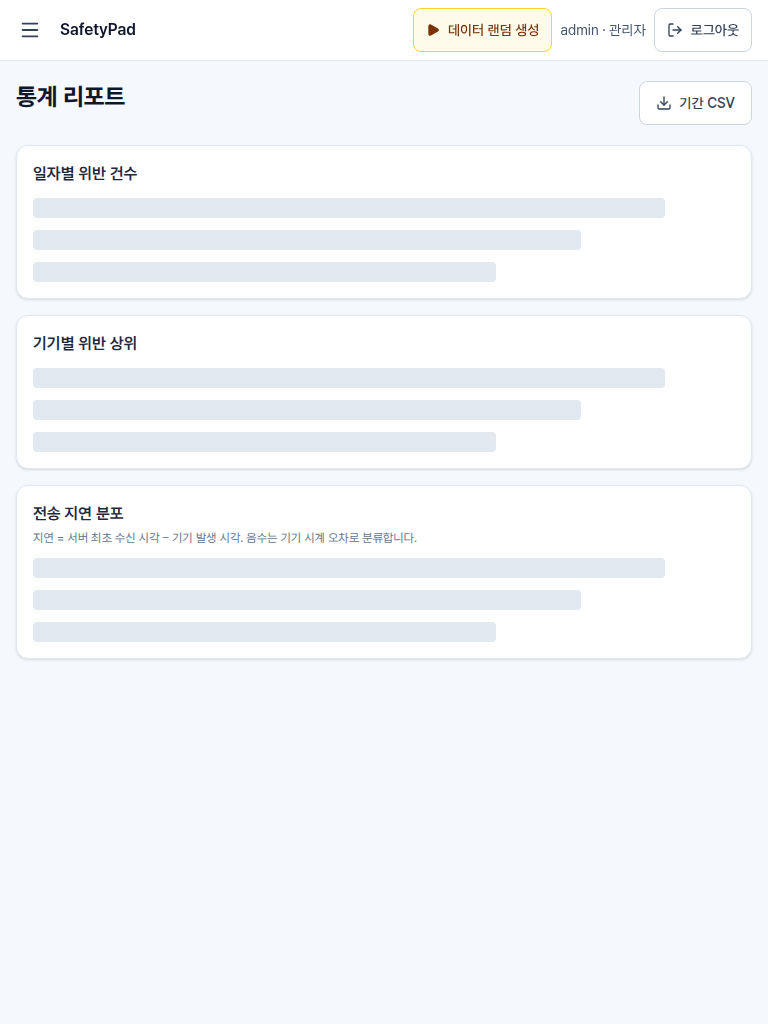 SafetyPad
데이터 랜덤 생성
admin · 관리자
로그아웃
통계 리포트
기간 CSV
일자별 위반 건수
기기별 위반 상위
전송 지연 분포
지연 = 서버 최초 수신 시각 − 기기 발생 시각. 음수는 기기 시계 오차로 분류합니다.